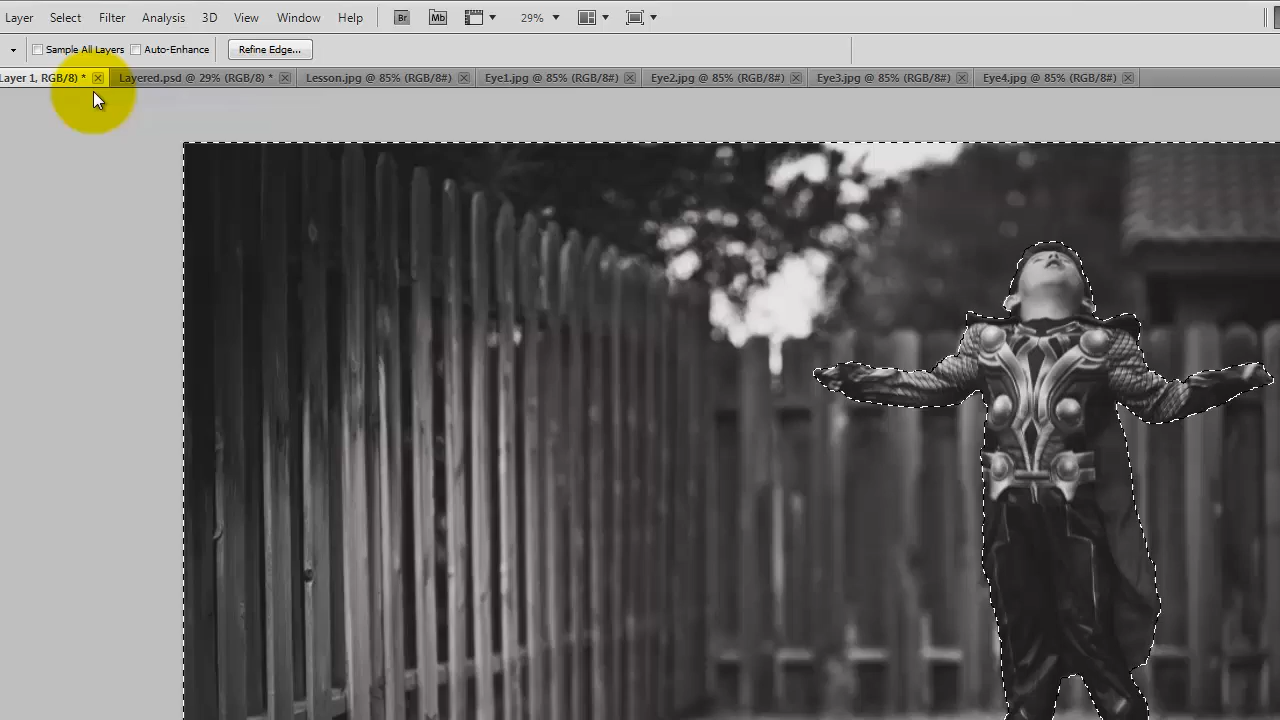 Layer Select Filter Analysis 3D View Window Help Br Mb 29%
Sample All Layers Auto-Enhance Refine Edge...
Layer 1, RGB/8) * Layered.psd @ 29% (RGB/8) * Lesson.jpg @ 85% (RGB/8#) Eye1.jpg @ 85% (RGB/8#) Eye2.jpg @ 85% (RGB/8#) Eye3.jpg @ 85% (RGB/8#) Eye4.jpg @ 85% (RGB/8#)